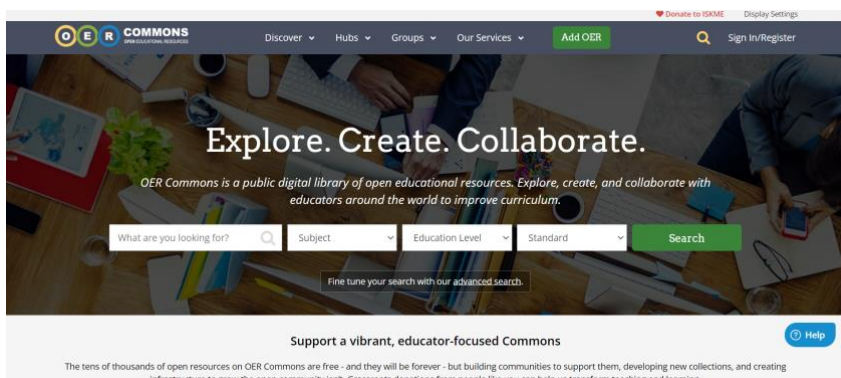 Donate to ISKME Display Settings
OER COMMONS Discover Hubs Groups Our Services Add OER Sign In/Register
OPEN EDUCATIONAL RESOURCES
Explore. Create. Collaborate.
OER Commons is a public digital library of open educational resources. Explore, create, and collaborate with
educators around the world to improve curriculum.
What are you looking for? Subject Education Level Standard Search
Fine tune your search with our advanced search.
Support a vibrant, educator-focused Commons
Help
The tens of thousands of open resources on OER Commons are free - and they will be forever - but building communities to support them, developing new collections, and creating